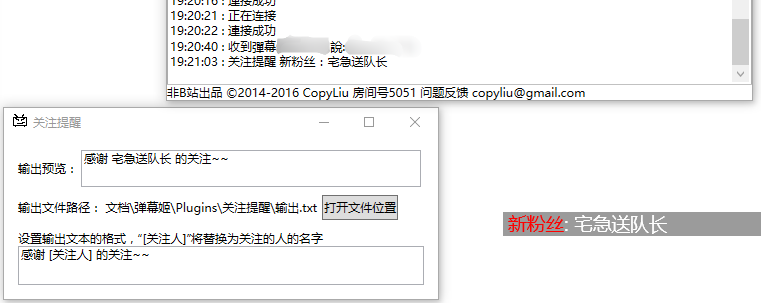 19:20:16 : 連接成功
19:20:21 : 正在连接
19:20:22 : 連接成功
19:20:40 : 收到彈幕 說:
19:21:03 : 关注提醒 新粉丝：宅急送队长
非B站出品 ©2014-2016 CopyLiu 房间号5051 问题反馈 copyliu@gmail.com
关注提醒
输出预览：
感谢 宅急送队长 的关注~~
输出文件路径： 文档\弹幕姬\Plugins\关注提醒\输出.txt 打开文件位置
新粉丝: 宅急送队长
设置输出文本的格式，“[关注人]”将替换为关注的人的名字
感谢 [关注人] 的关注~~